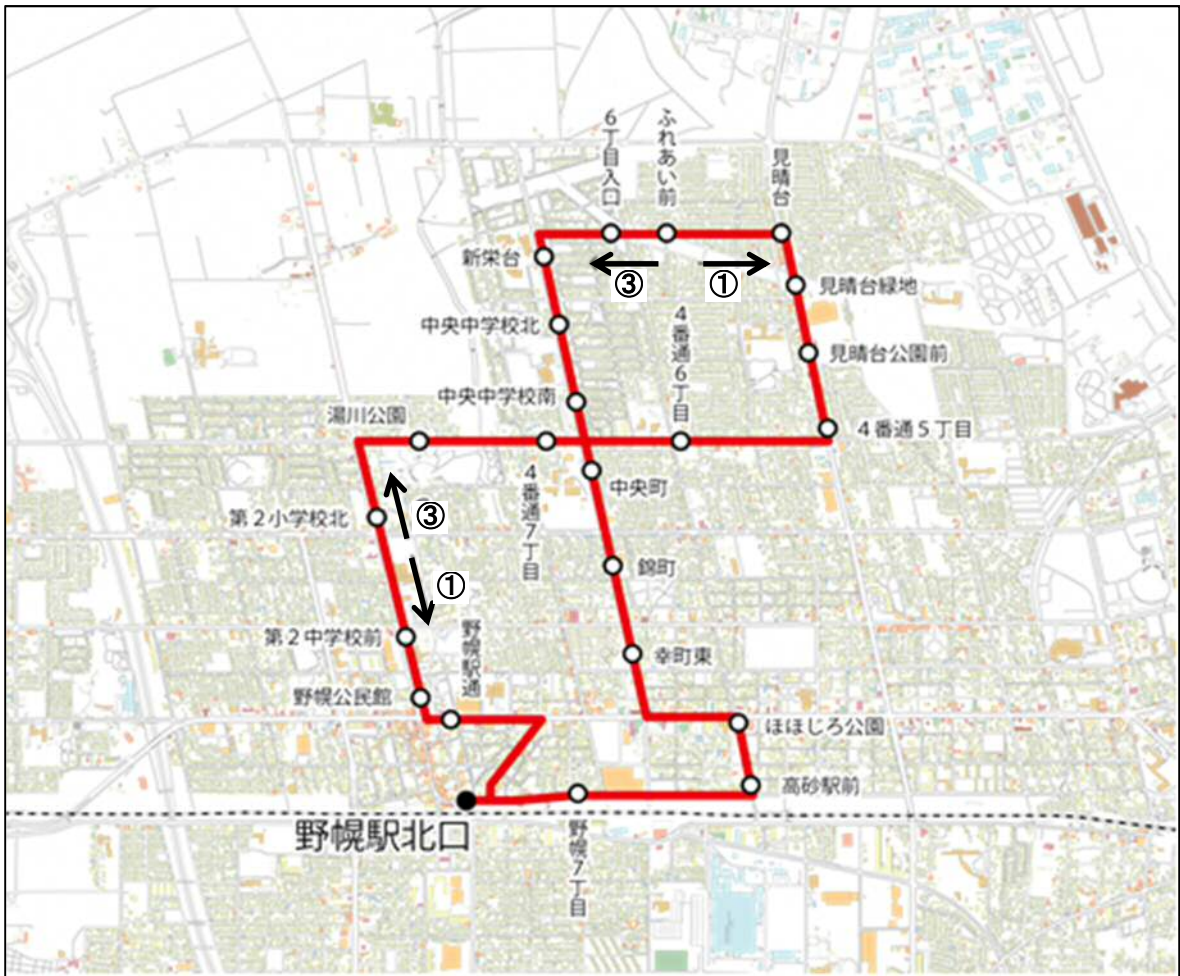 6丁目入口
ふれあい前
見晴台
新栄台
③
①
見晴台緑地
中央中学校北
4番通6丁目
見晴台公園前
中央中学校南
湯川公園
4番通5丁目
4番通7丁目
中央町
第2小学校北
③
錦町
①
第2中学校前
野幌駅通
幸町東
野幌公民館
ほほじろ公園
高砂駅前
野幌駅北口
野幌7丁目